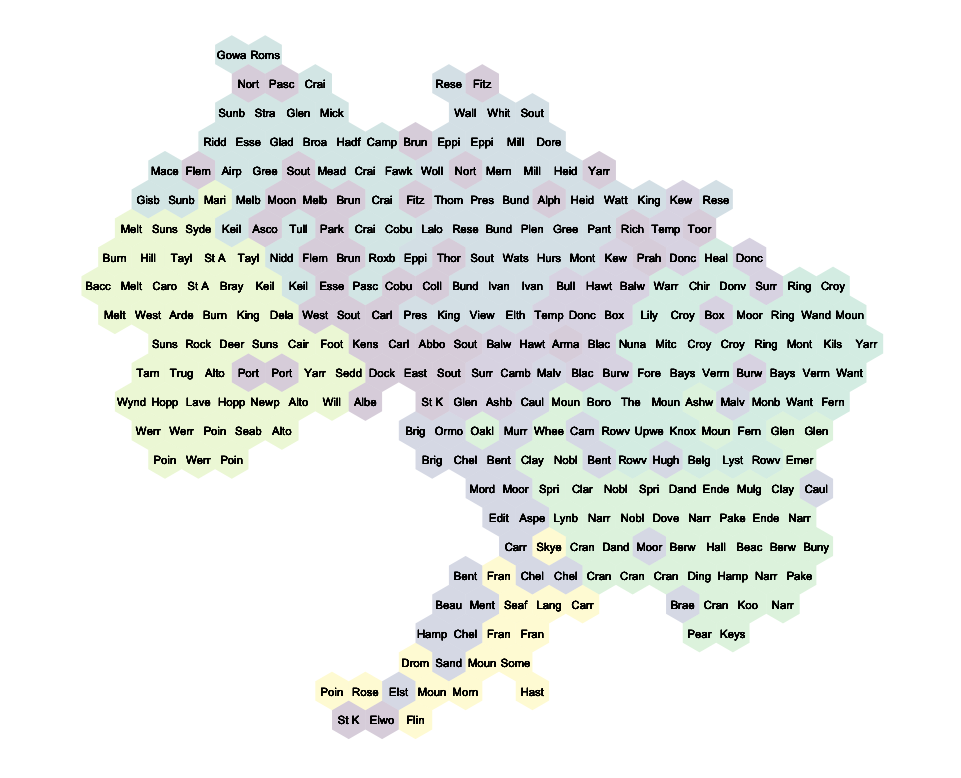 Gowa Roms
Nort Pasc Crai Rese Fitz
Sunb Stra Glen Mick Wall Whit Sout
Ridd Esse Glad Broa Hadf Camp Brun Eppi Eppi Mill Dore
Mace Flem Airp Gree Sout Mead Crai Fawk Woll Nort Mern Mill Heid Yarr
Gisb Sunb Mari Melb Moon Melb Brun Crai Fitz Thom Pres Bund Alph Heid Watt King Kew Rese
Melt Suns Syde Keil Asco Tull Park Crai Cobu Lalo Rese Bund Plen Gree Pant Rich Temp Toor
Burn Hill Tayl St A Tayl Nidd Flem Brun Roxb Eppi Thor Sout Wats Hurs Mont Kew Prah Donc Heal Donc
Bacc Melt Caro St A Bray Keil Keil Esse Pasc Cobu Coll Bund Ivan Ivan Bull Hawt Balw Warr Chir Donv Surr Ring Croy
Melt West Arde Burn King Dela West Sout Carl Pres King View Elth Temp Donc Box Lily Croy Box Moor Ring Wand Moun
Suns Rock Deer Suns Cair Foot Kens Carl Abbo Sout Balw Hawt Arma Blac Nuna Mitc Croy Croy Ring Mont Kils Yarr
Tarn Trug Alto Port Port Yarr Sedd Dock East Sout Surr Camb Malv Blac Burw Fore Bays Verm Burw Bays Verm Want
Wynd Hopp Lave Hopp Newp Alto Will Albe St K Glen Ashb Caul Moun Boro The Moun Ashw Malv Monb Want Fern
Werr Werr Poin Seab Alto Brig Ormo Oakl Murr Whee Carn Rowv Upwe Knox Moun Fern Glen Glen
Poin Werr Poin Brig Chel Bent Clay Nobl Bent Rowv Hugh Belg Lyst Rowv Emer
Mord Moor Spri Clar Nobl Spri Dand Ende Mulg Clay Caul
Edit Aspe Lynb Narr Nobl Dove Narr Pake Ende Narr
Carr Skye Cran Dand Moor Berw Hall Beac Berw Buny
Bent Fran Chel Chel Cran Cran Cran Ding Hamp Narr Pake
Beau Ment Seaf Lang Carr Brae Cran Koo Narr
Hamp Chel Fran Fran Pear Keys
Drom Sand Moun Some
Poin Rose Elst Moun Morn Hast
St K Elwo Flin